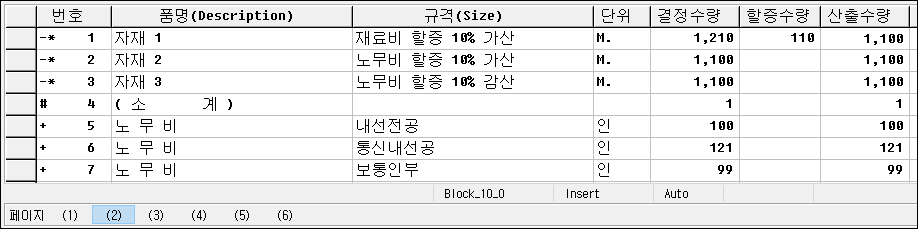 번호 품명(Description) 규격(Size) 단위 결정수량 할증수량 산출수량
-* 1 자재 1 재료비 할증 10% 가산 M. 1,210 110 1,100
-* 2 자재 2 노무비 할증 10% 가산 M. 1,100 1,100
-* 3 자재 3 노무비 할증 10% 감산 M. 1,100 1,100
# 4 ( 소 계 ) 1 1
+ 5 노 무 비 내선전공 인 100 100
+ 6 노 무 비 통신내선공 인 121 121
+ 7 노 무 비 보통인부 인 99 99
Block_10_0 Insert Auto
페이지 (1) (2) (3) (4) (5) (6)